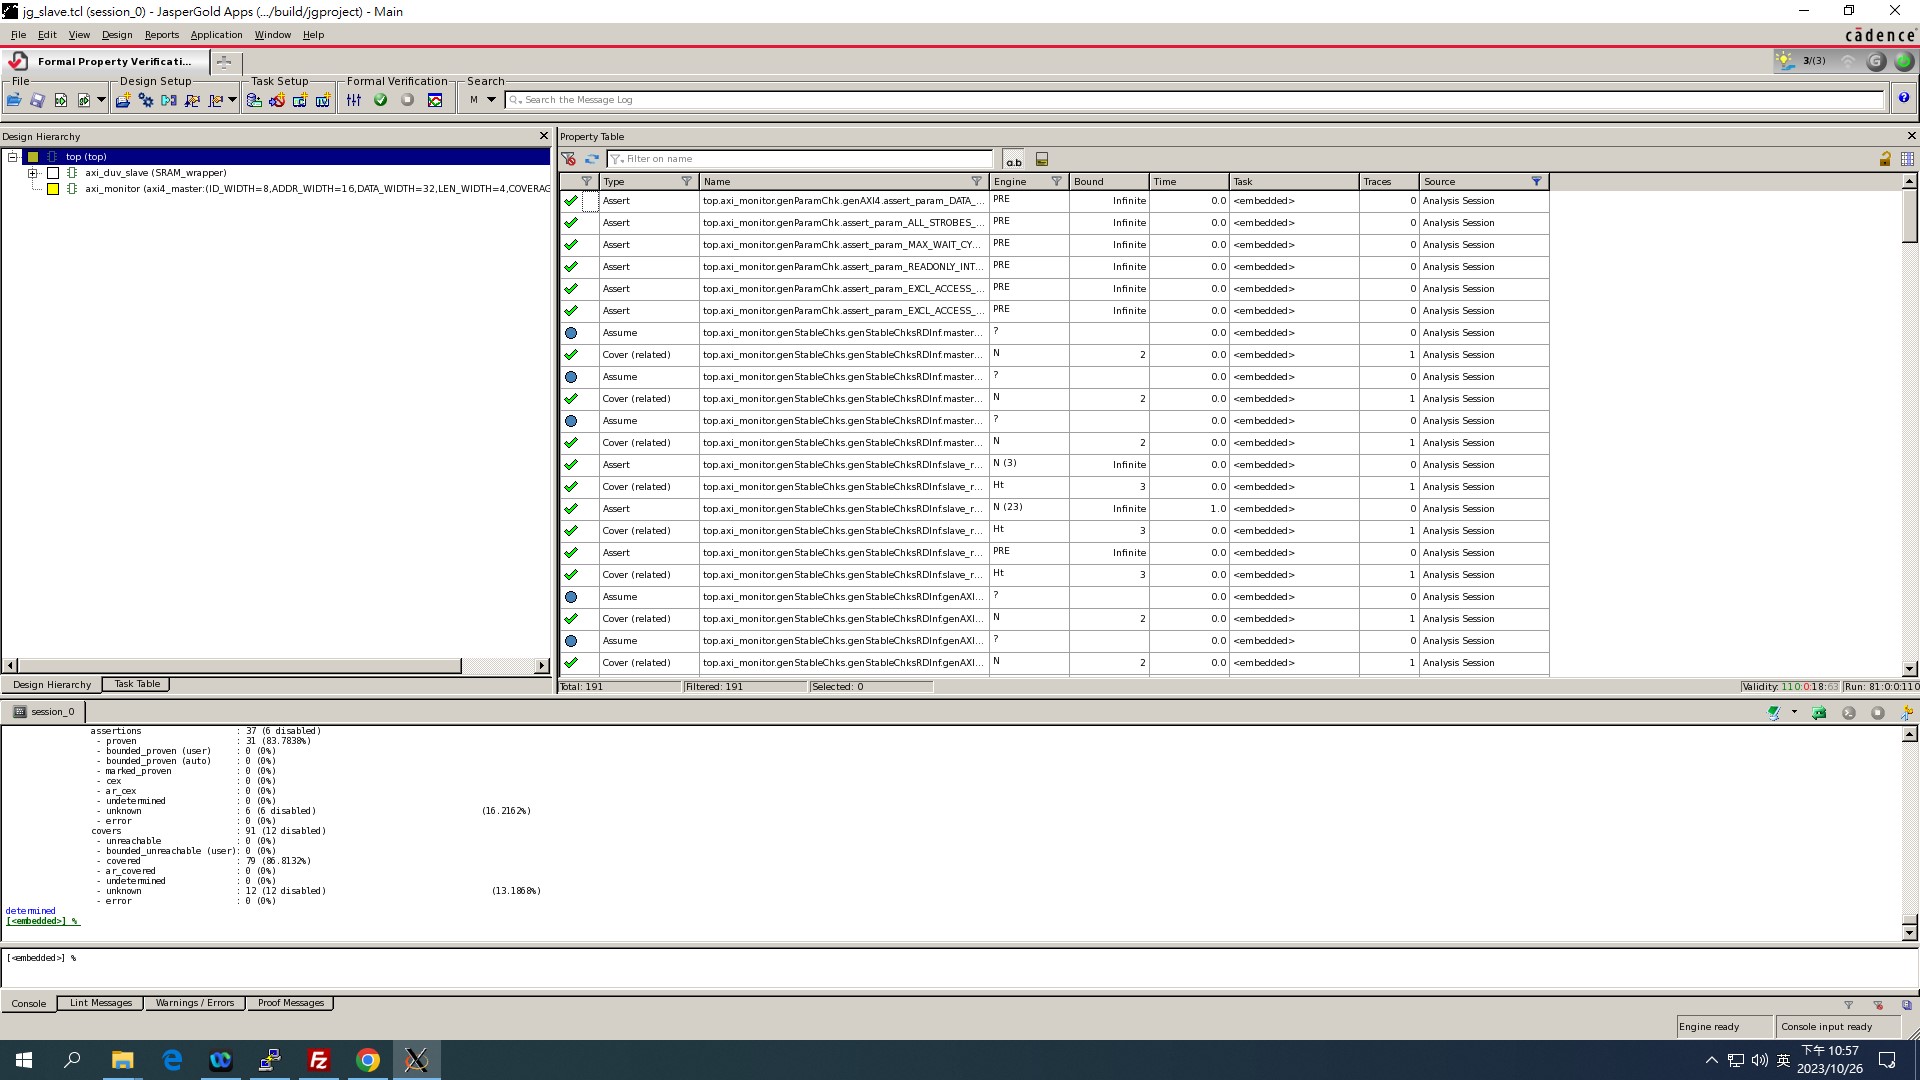 jg_slave.tcl (session_0) - JasperGold Apps (.../build/jgproject) - Main
File Edit View Design Reports Application Window Help
cādence
Formal Property Verificati...
3/(3)
File Design Setup Task Setup Formal Verification Search
M Search the Message Log
Design Hierarchy
top (top)
axi_duv_slave (SRAM_wrapper)
axi_monitor (axi4_master:(ID_WIDTH=8,ADDR_WIDTH=16,DATA_WIDTH=32,LEN_WIDTH=4,COVERAG
Design Hierarchy Task Table
Property Table
Filter on name
a.b
Type Name Engine Bound Time Task Traces Source
Assert top.axi_monitor.genParamChk.genAXI4.assert_param_DATA_... PRE Infinite 0.0 <embedded> 0 Analysis Session
Assert top.axi_monitor.genParamChk.assert_param_ALL_STROBES_... PRE Infinite 0.0 <embedded> 0 Analysis Session
Assert top.axi_monitor.genParamChk.assert_param_MAX_WAIT_CY... PRE Infinite 0.0 <embedded> 0 Analysis Session
Assert top.axi_monitor.genParamChk.assert_param_READONLY_INT... PRE Infinite 0.0 <embedded> 0 Analysis Session
Assert top.axi_monitor.genParamChk.assert_param_EXCL_ACCESS_... PRE Infinite 0.0 <embedded> 0 Analysis Session
Assert top.axi_monitor.genParamChk.assert_param_EXCL_ACCESS_... PRE Infinite 0.0 <embedded> 0 Analysis Session
Assume top.axi_monitor.genStableChks.genStableChksRDInf.master... ? 0.0 <embedded> 0 Analysis Session
Cover (related) top.axi_monitor.genStableChks.genStableChksRDInf.master... N 2 0.0 <embedded> 1 Analysis Session
Assume top.axi_monitor.genStableChks.genStableChksRDInf.master... ? 0.0 <embedded> 0 Analysis Session
Cover (related) top.axi_monitor.genStableChks.genStableChksRDInf.master... N 2 0.0 <embedded> 1 Analysis Session
Assume top.axi_monitor.genStableChks.genStableChksRDInf.master... ? 0.0 <embedded> 0 Analysis Session
Cover (related) top.axi_monitor.genStableChks.genStableChksRDInf.master... N 2 0.0 <embedded> 1 Analysis Session
Assert top.axi_monitor.genStableChks.genStableChksRDInf.slave_r... N (3) Infinite 0.0 <embedded> 0 Analysis Session
Cover (related) top.axi_monitor.genStableChks.genStableChksRDInf.slave_r... Ht 3 0.0 <embedded> 1 Analysis Session
Assert top.axi_monitor.genStableChks.genStableChksRDInf.slave_r... N (23) Infinite 1.0 <embedded> 0 Analysis Session
Cover (related) top.axi_monitor.genStableChks.genStableChksRDInf.slave_r... Ht 3 0.0 <embedded> 1 Analysis Session
Assert top.axi_monitor.genStableChks.genStableChksRDInf.slave_r... PRE Infinite 0.0 <embedded> 0 Analysis Session
Cover (related) top.axi_monitor.genStableChks.genStableChksRDInf.slave_r... Ht 3 0.0 <embedded> 1 Analysis Session
Assume top.axi_monitor.genStableChks.genStableChksRDInf.genAXI... ? 0.0 <embedded> 0 Analysis Session
Cover (related) top.axi_monitor.genStableChks.genStableChksRDInf.genAXI... N 2 0.0 <embedded> 1 Analysis Session
Assume top.axi_monitor.genStableChks.genStableChksRDInf.genAXI... ? 0.0 <embedded> 0 Analysis Session
Cover (related) top.axi_monitor.genStableChks.genStableChksRDInf.genAXI... N 2 0.0 <embedded> 1 Analysis Session
Total: 191 Filtered: 191 Selected: 0 Validity: 110:0:18:63 Run: 81:0:0:110
session_0
assertions : 37 (6 disabled)
- proven : 31 (83.7838%)
- bounded_proven (user) : 0 (0%)
- bounded_proven (auto) : 0 (0%)
- marked_proven : 0 (0%)
- cex : 0 (0%)
- ar_cex : 0 (0%)
- undetermined : 0 (0%)
- unknown : 6 (6 disabled) (16.2162%)
- error : 0 (0%)
covers : 91 (12 disabled)
- unreachable : 0 (0%)
- bounded_unreachable (user): 0 (0%)
- covered : 79 (86.8132%)
- ar_covered : 0 (0%)
- undetermined : 0 (0%)
- unknown : 12 (12 disabled) (13.1868%)
- error : 0 (0%)
determined
[<embedded>] %
[<embedded>] %
Console Lint Messages Warnings / Errors Proof Messages
Engine ready Console input ready
英
下午 10:57
2023/10/26